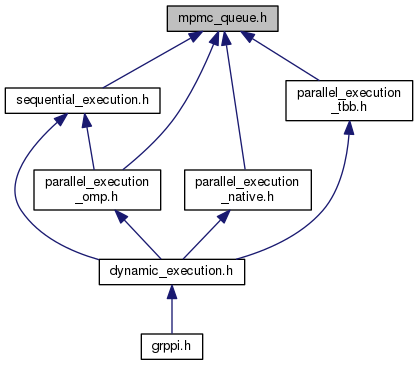 mpmc_queue.h
sequential_execution.h
parallel_execution
_tbb.h
parallel_execution
_omp.h
parallel_execution
_native.h
dynamic_execution.h
grppi.h